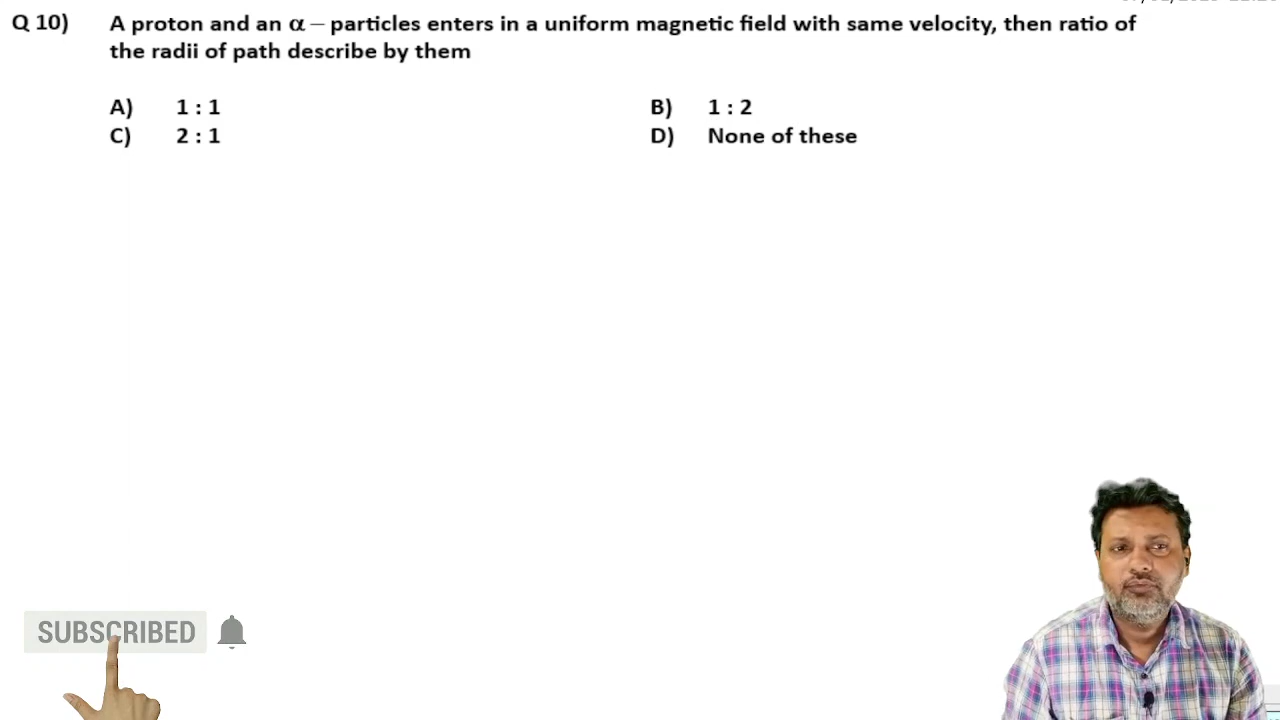 Q 10) A proton and an α – particles enters in a uniform magnetic field with same velocity, then ratio of
the radii of path describe by them
A) 1 : 1 B) 1 : 2
C) 2 : 1 D) None of these
SUBSCRIBED